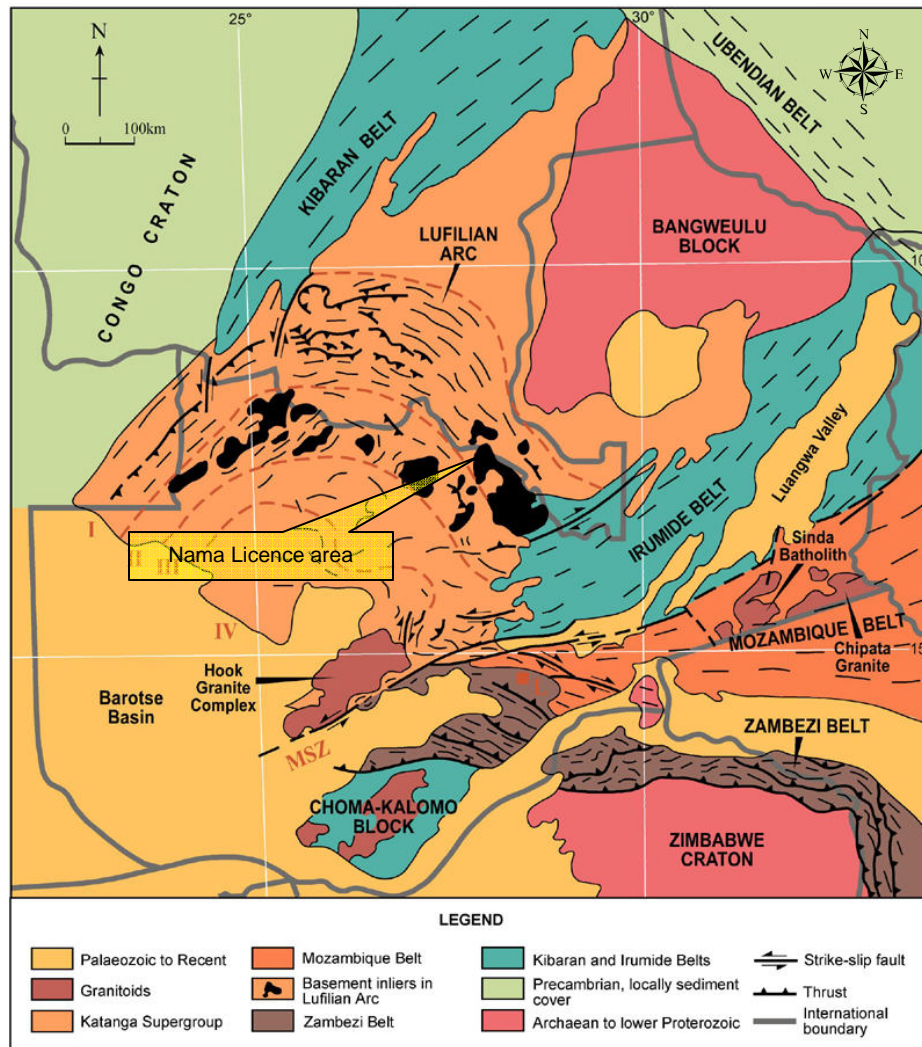 25°
30°
N
0 100km
N
W E
S
UBENDIAN BELT
KIBARAN BELT
CONGO CRATON
LUFILIAN
ARC
BANGWEULU
BLOCK
10
Luangwa Valley
IRUMIDE BELT
I
Nama Licence area
II
III
Sinda
Batholith
IV
MOZAMBIQUE BELT
15
Chipata
Granite
Hook
Granite
Complex
Barotse
Basin
L
ZAMBEZI BELT
MSZ
CHOMA-KALOMO
BLOCK
ZIMBABWE
CRATON
LEGEND
Palaeozoic to Recent
Granitoids
Katanga Supergroup
Mozambique Belt
Basement inliers in
Lufilian Arc
Zambezi Belt
Kibaran and Irumide Belts
Precambrian, locally sediment
cover
Archaean to lower Proterozoic
Strike-slip fault
Thrust
International
boundary